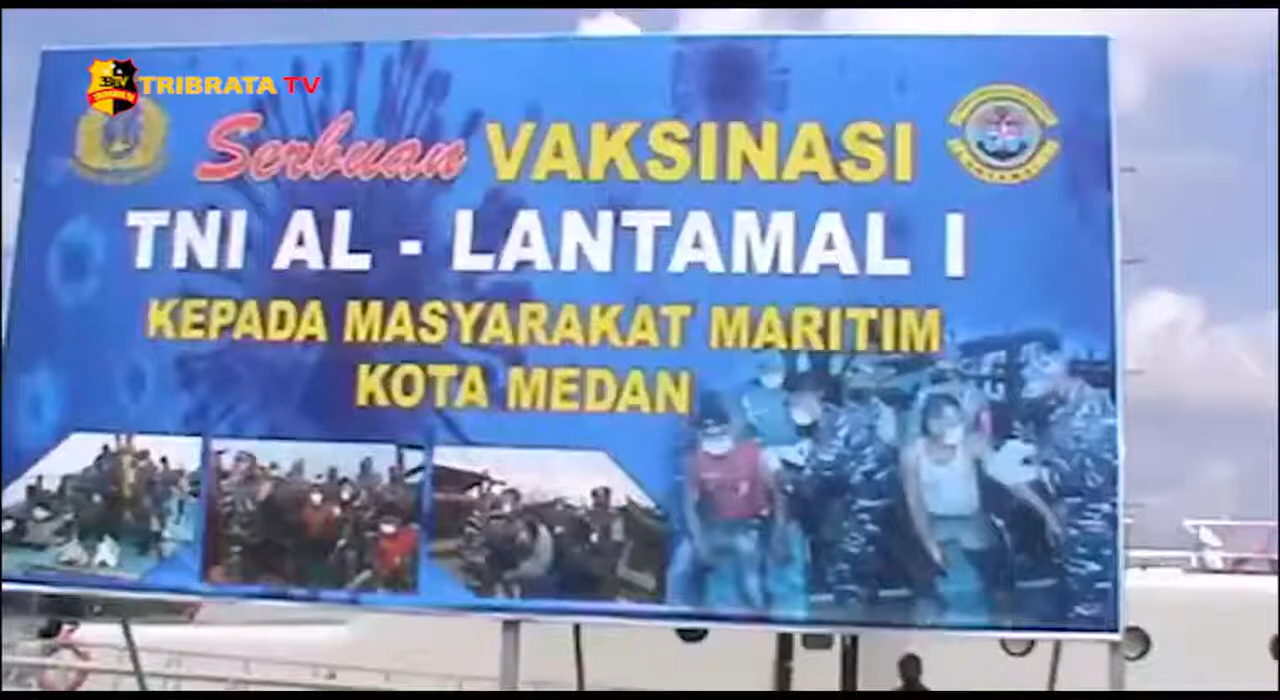 TRIBRATA TV
Serbuan VAKSINASI
TNI AL - LANTAMAL I
KEPADA MASYARAKAT MARITIM
KOTA MEDAN